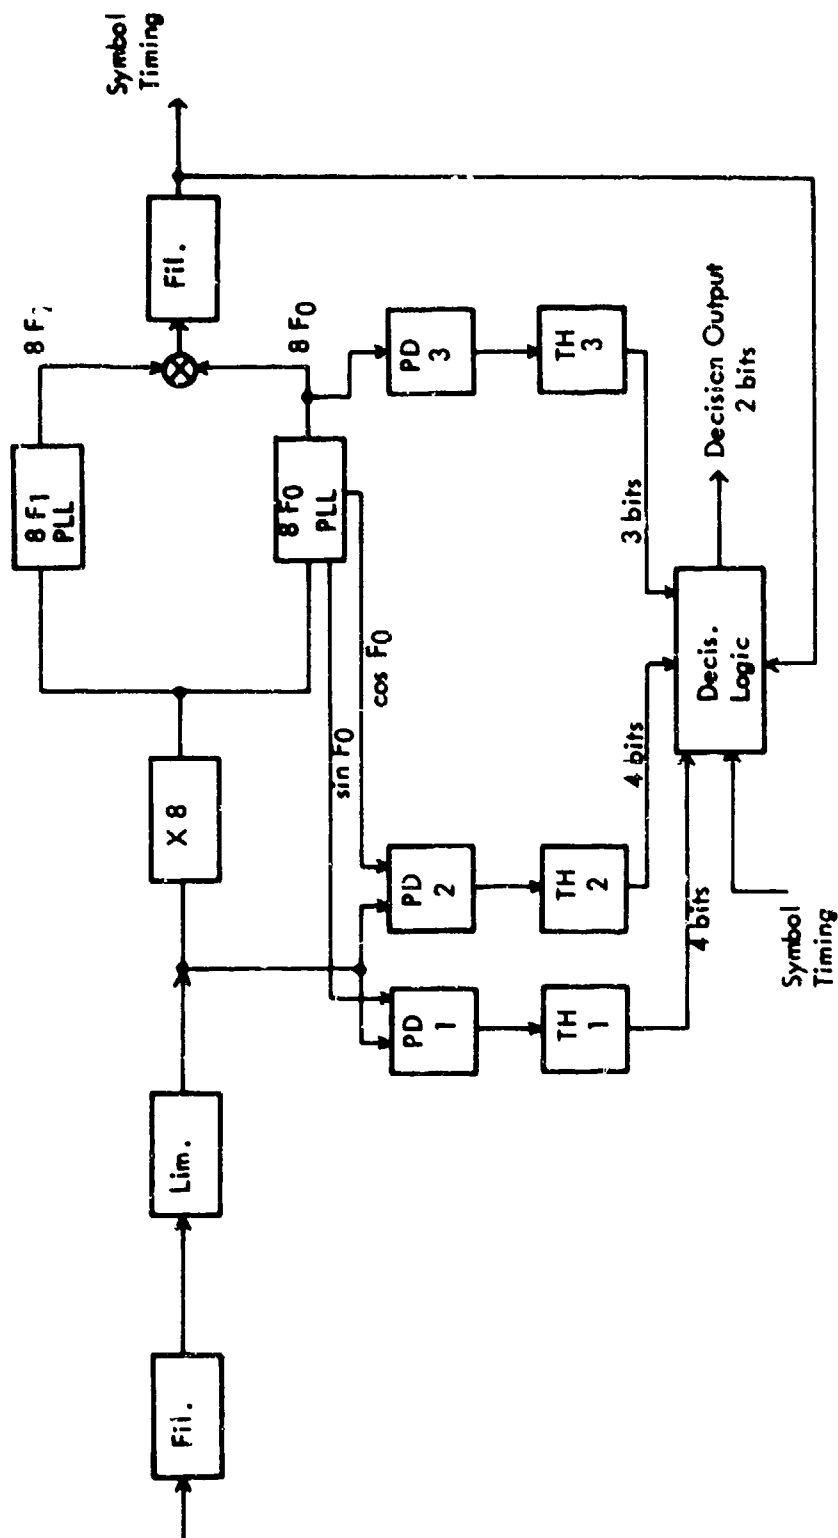 Fil.
Lim.
X 8
8 F1
PLL
8 F0
PLL
8 F
8 F0
Fil.
Symbol
Timing
sin F0
cos F0
PD
1
PD
2
PD
3
TH
1
TH
2
TH
3
4 bits
4 bits
3 bits
Decis.
Logic
Decision Output
2 bits
Symbol
Timing